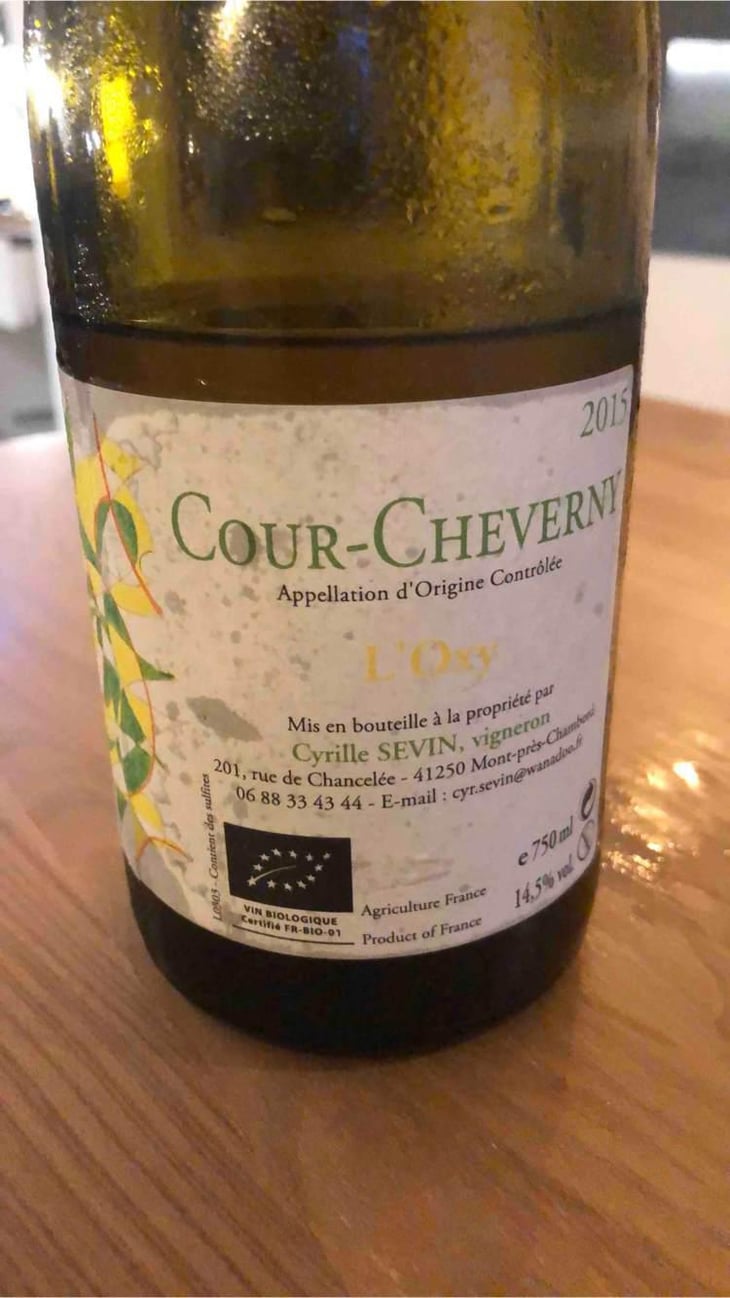 2015
COUR-CHEVERNY
Appellation d'Origine Contrôlée
L'Oxy
Mis en bouteille à la propriété par
Cyrille SEVIN, vigneron
201, rue de Chancelée - 41250 Mont-près-Chambord
06 88 33 43 44 - E-mail : cyr.sevin@wanadoo.fr
L0303 - Contient des sulfites
e 750 ml
14,5% vol.
VIN BIOLOGIQUE
Certifié FR-BIO-01
Agriculture France
Product of France